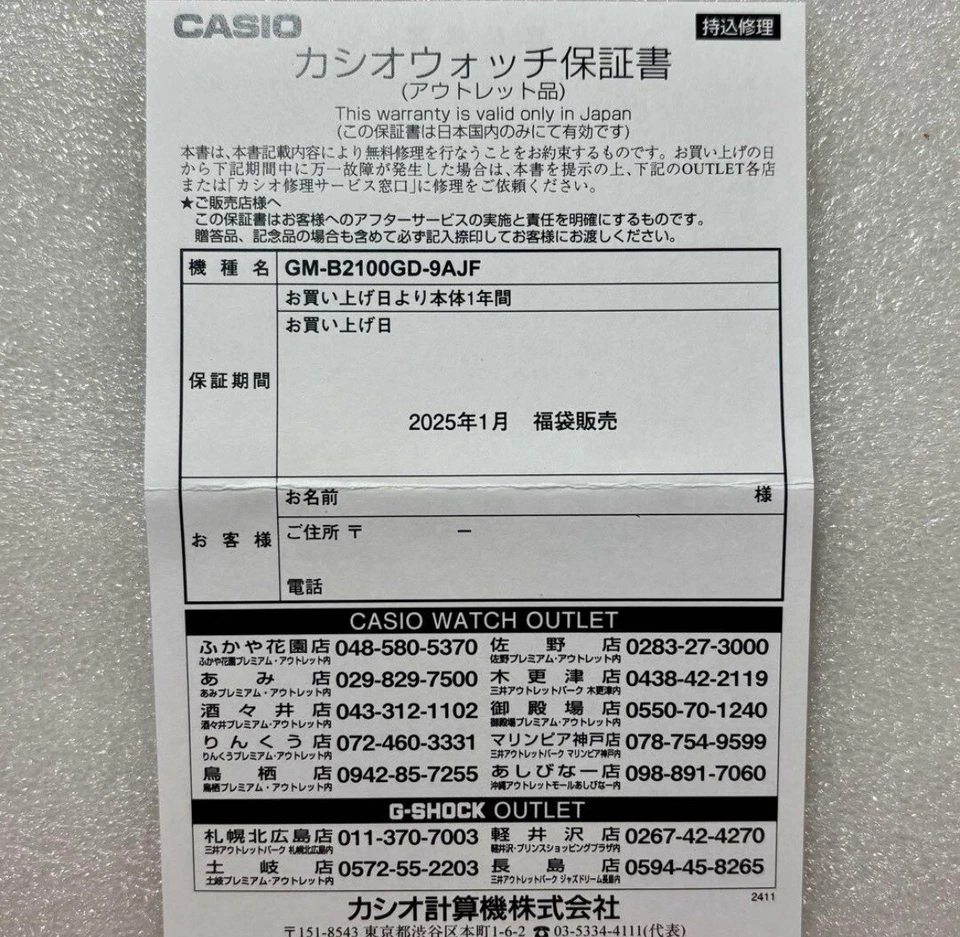 CASIO
持込修理
カシオウォッチ保証書
(アウトレット品)
This warranty is valid only in Japan
(この保証書は日本国内のみにて有効です)
本書は、本書記載内容により無料修理を行なうことをお約束するものです。お買い上げの日
から下記期間中に万一故障が発生した場合は、本書を提示の上、下記のOUTLET各店
または「カシオ修理サービス窓口」に修理をご依頼ください。
★ご販売店様へ
この保証書はお客様へのアフターサービスの実施と責任を明確にするものです。
贈答品、記念品の場合も含めて必ず記入捺印してお客様にお渡しください。
機種名 GM-B2100GD-9AJF
お買い上げ日より本体1年間
お買い上げ日
保証期間
2025年1月 福袋販売
お名前 様
お客様
ご住所 〒 ー
電話
CASIO WATCH OUTLET
ふかや花園店 048-580-5370 佐野店 0283-27-3000
ふかや花園プレミアム・アウトレット内 佐野プレミアム・アウトレット内
あみ店 029-829-7500 木更津店 0438-42-2119
あみプレミアム・アウトレット内 三井アウトレットパーク 木更津内
酒々井店 043-312-1102 御殿場店 0550-70-1240
酒々井プレミアム・アウトレット内 御殿場プレミアム・アウトレット内
りんくう店 072-460-3331 マリンピア神戸店 078-754-9599
りんくうプレミアム・アウトレット内 三井アウトレットパーク マリンピア神戸内
鳥栖店 0942-85-7255 あしびなー店 098-891-7060
鳥栖プレミアム・アウトレット内 沖縄アウトレットモールあしびなー内
G-SHOCK OUTLET
札幌北広島店 011-370-7003 軽井沢店 0267-42-4270
三井アウトレットパーク 札幌北広島内 軽井沢・プリンスショッピングプラザ内
土岐店 0572-55-2203 長島店 0594-45-8265
土岐プレミアム・アウトレット内 三井アウトレットパーク ジャズドリーム長島内
2411
カシオ計算機株式会社
〒151-8543 東京都渋谷区本町1-6-2 ☎03-5334-4111(代表)